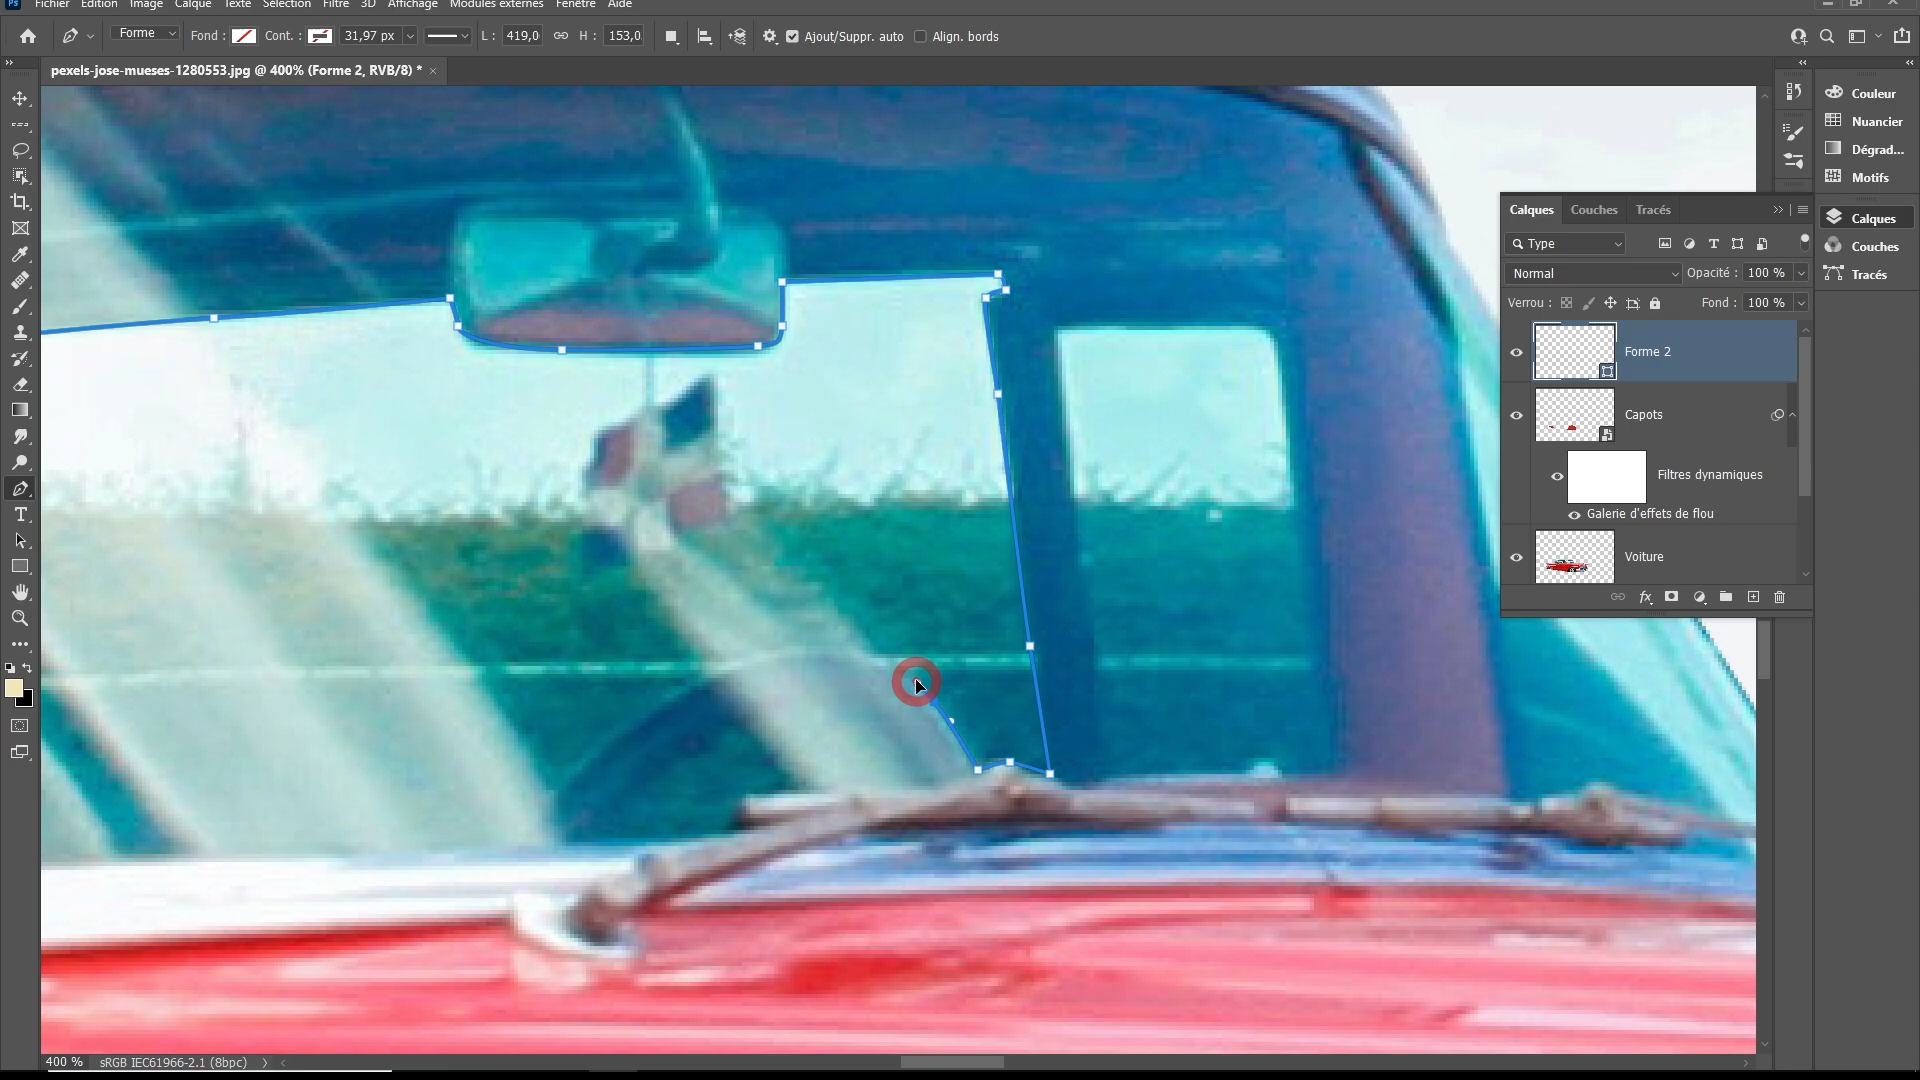 Ps Fichier Edition Image Calque Texte Sélection Filtre 3D Affichage Modules externes Fenêtre Aide
Forme Fond : Cont. : 31,97 px L : 419,0 H : 153,0 Ajout/Suppr. auto Align. bords
pexels-jose-mueses-1280553.jpg @ 400% (Forme 2, RVB/8) * ×
Couleur
Nuancier
Dégrad...
Motifs
Calques
Couches
Tracés
Calques Couches Tracés
Type
Normal Opacité : 100 %
Verrou : Fond : 100 %
Forme 2
Capots
Filtres dynamiques
Galerie d'effets de flou
Voiture
fx
400 % sRGB IEC61966-2.1 (8bpc)